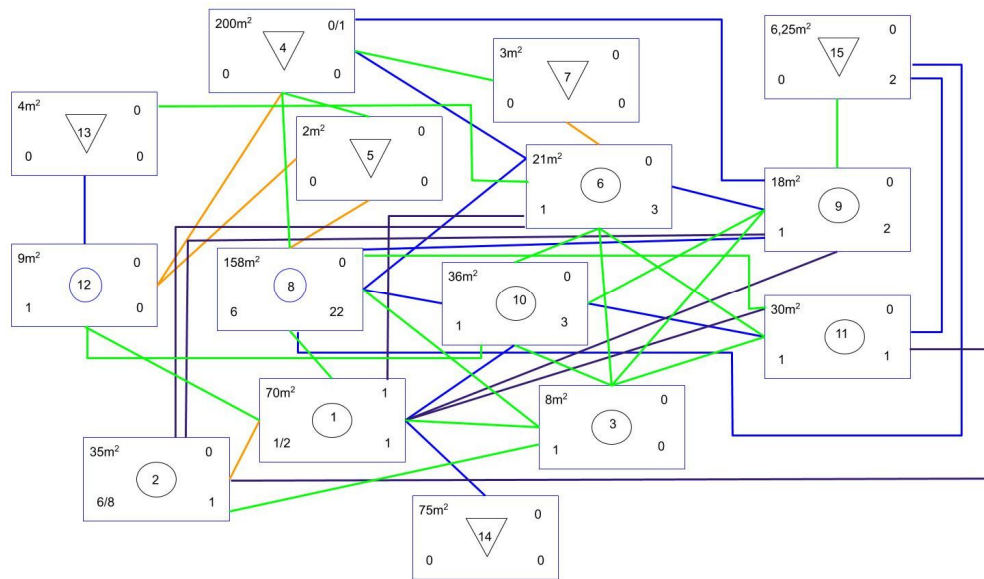 200m² 0/1
4
0 0
6,25m² 0
15
0 2
3m² 0
7
0 0
4m² 0
13
0 0
2m² 0
5
0 0
21m² 0
6
1 3
18m² 0
9
1 2
9m² 0
12
1 0
158m² 0
8
6 22
36m² 0
10
1 3
30m² 0
11
1 1
70m² 1
1
1/2 1
8m² 0
3
1 0
35m² 0
2
6/8 1
75m² 0
14
0 0